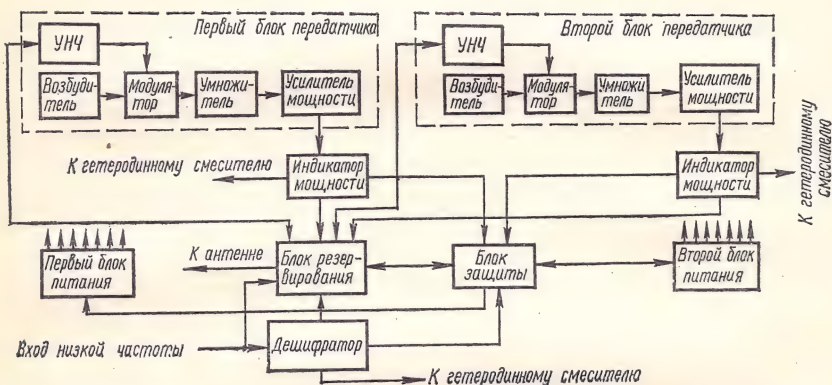 Первый блок передатчика
Второй блок передатчика
УНЧ
УНЧ
Возбуди-
тель
Модуля-
тор
Умножи-
тель
Усилитель
мощности
Возбуди-
тель
Модуля-
тор
Умножи
тель
Усилитель
мощности
К гетеродинному смесителю
Индикатор
мощности
Индикатор
мощности
К гетеродинному
смесителю
Первый блок
питания
К антенне
Блок резер-
вирования
Блок
защиты
Второй блок
питания
Вход низкой частоты
Дешифратор
К гетеродинному смесителю